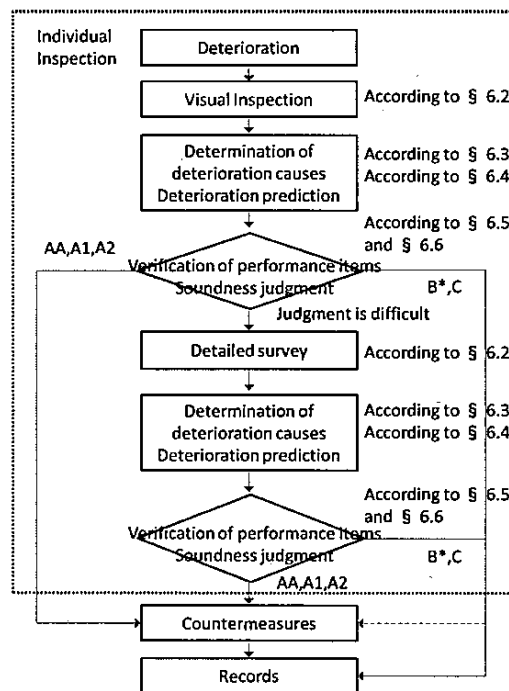 Individual
Inspection
Deterioration
Visual Inspection
According to § 6.2
Determination of
deterioration causes
Deterioration prediction
According to § 6.3
According to § 6.4
According to § 6.5
and § 6.6
AA,A1,A2
Verification of performance items
Soundness judgment
B*,C
Judgment is difficult
Detailed survey
According to § 6.2
Determination of
deterioration causes
Deterioration prediction
According to § 6.3
According to § 6.4
According to § 6.5
and § 6.6
Verification of performance items
Soundness judgment
B*,C
AA,A1,A2
Countermeasures
Records